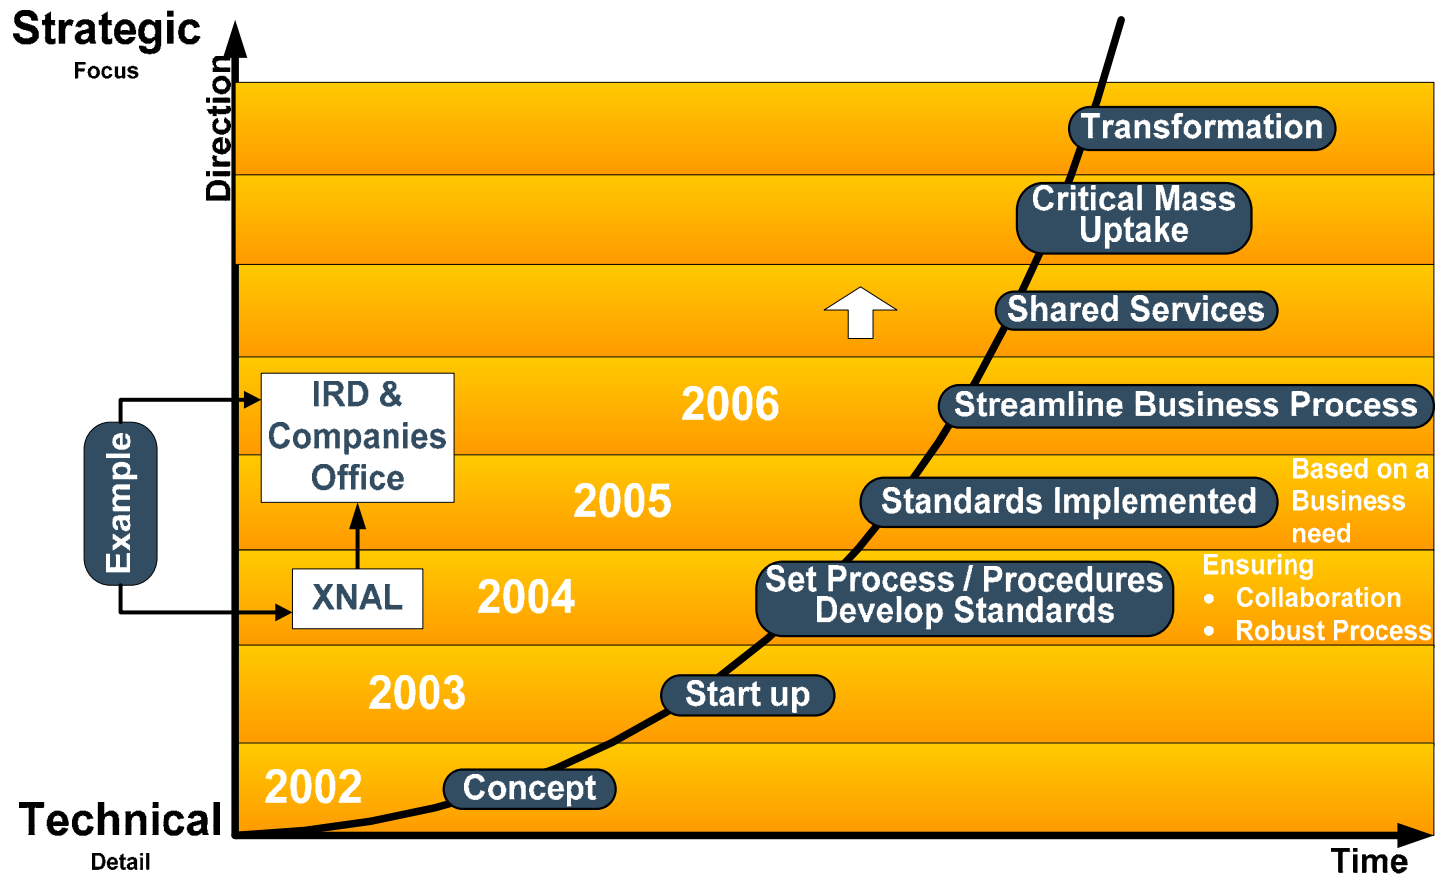 Strategic
Focus
Direction
Transformation
Critical Mass
Uptake
Shared Services
2006
Streamline Business Process
IRD &
Companies
Office
Example
2005
Standards Implemented
Based on a
Business
need
XNAL
2004
Set Process / Procedures
Develop Standards
Ensuring
• Collaboration
• Robust Process
2003
Start up
2002
Concept
Technical
Detail
Time